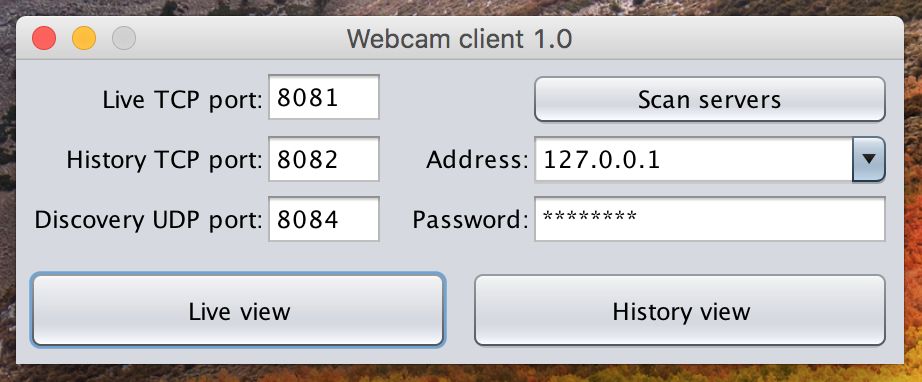 Webcam client 1.0
Live TCP port: 8081
Scan servers
History TCP port: 8082
Address: 127.0.0.1
Discovery UDP port: 8084
Password: ********
Live view
History view